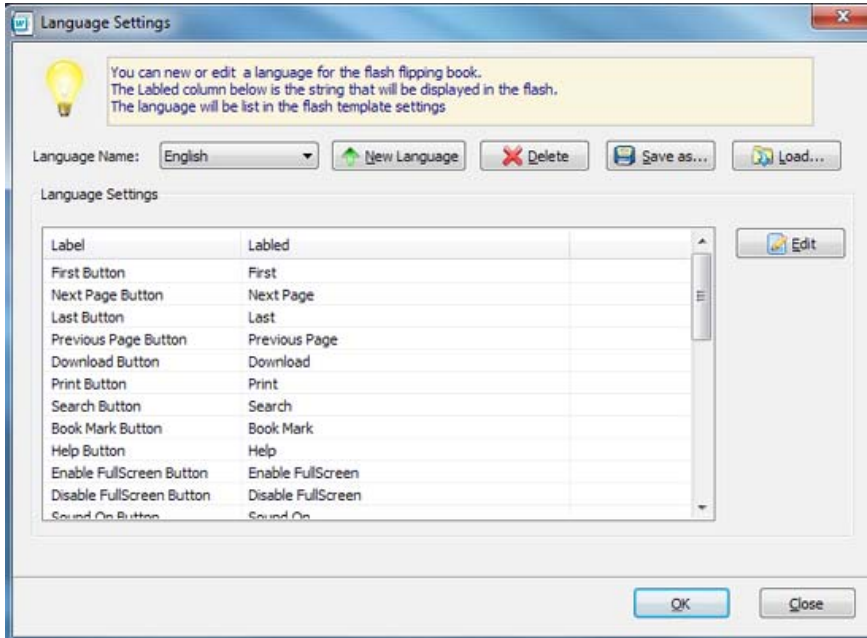 Language Settings
You can new or edit a language for the flash flipping book.
The Labled column below is the string that will be displayed in the flash.
The language will be list in the flash template settings
Language Name: English New Language Delete Save as... Load...
Language Settings
Label Labled Edit
First Button First
Next Page Button Next Page
Last Button Last
Previous Page Button Previous Page
Download Button Download
Print Button Print
Search Button Search
Book Mark Button Book Mark
Help Button Help
Enable FullScreen Button Enable FullScreen
Disable FullScreen Button Disable FullScreen
Sound On Button Sound On
OK Close